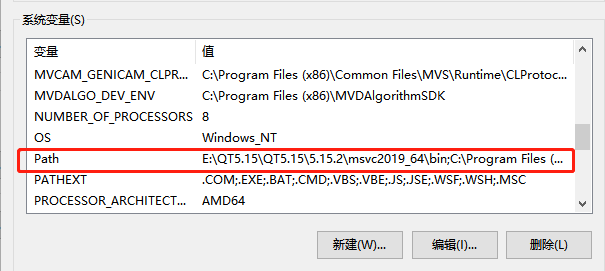 系统变量(S)
变量 值
MVCAM_GENICAM_CLPR... C:\Program Files (x86)\Common Files\MVS\Runtime\CLProtoc...
MVDALGO_DEV_ENV C:\Program Files (x86)\MVDAlgorithmSDK
NUMBER_OF_PROCESSORS 8
OS Windows_NT
Path E:\QT5.15\QT5.15\5.15.2\msvc2019_64\bin;C:\Program Files (...
PATHEXT .COM;.EXE;.BAT;.CMD;.VBS;.VBE;.JS;.JSE;.WSF;.WSH;.MSC
PROCESSOR_ARCHITECT... AMD64
新建(W)... 编辑(I)... 删除(L)